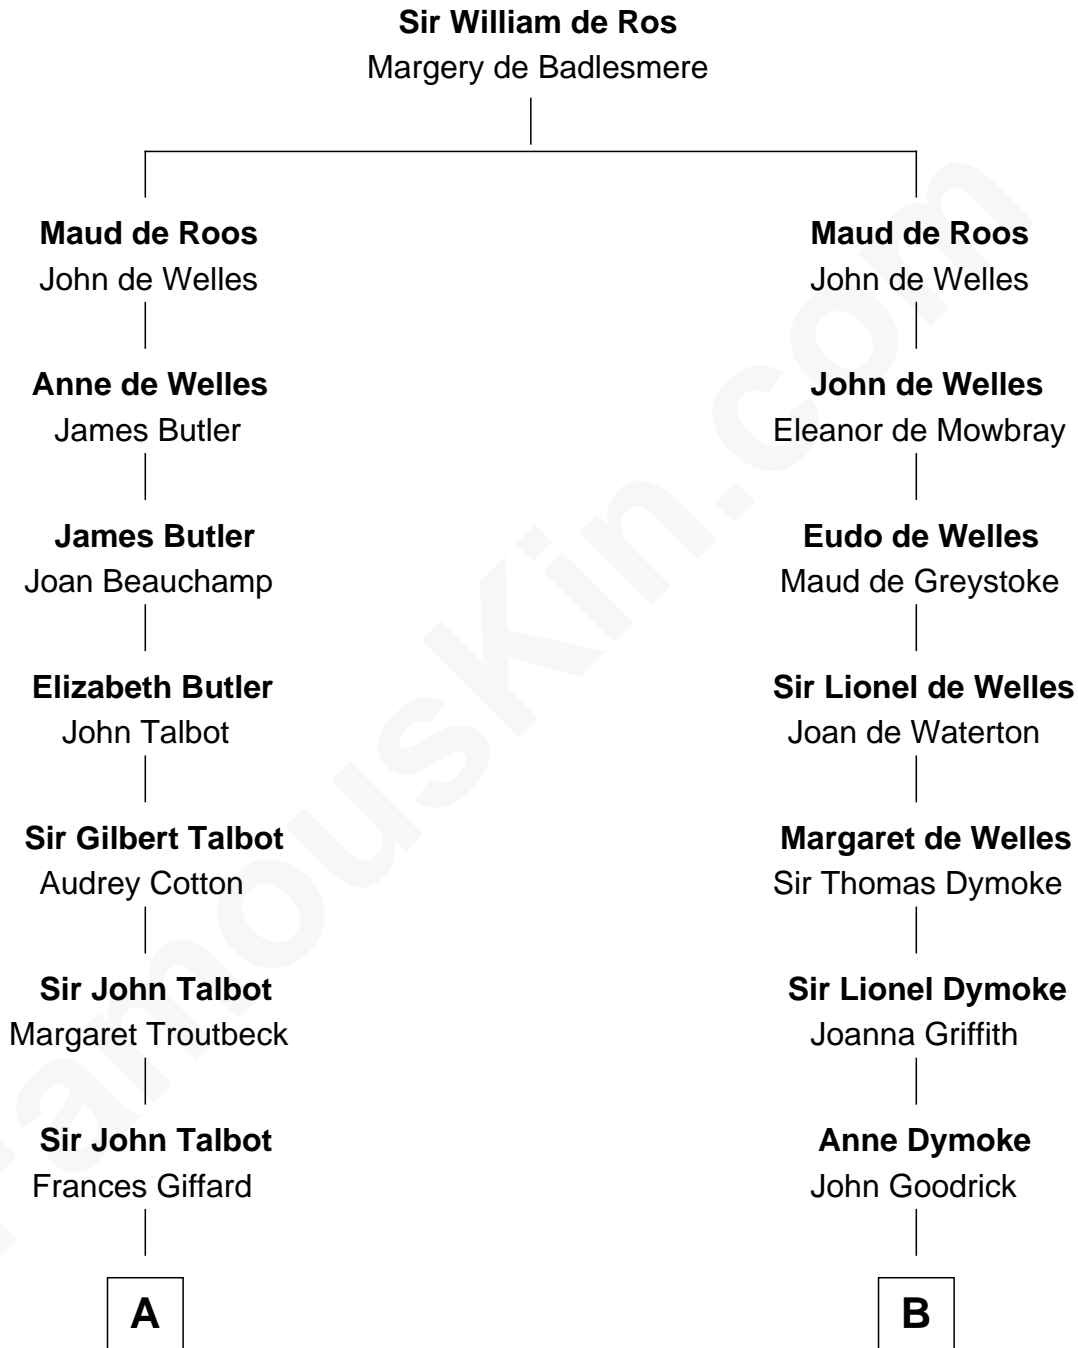 Sir William de Ros
Margery de Badlesmere
Maud de Roos
John de Welles
Anne de Welles
James Butler
James Butler
Joan Beauchamp
Elizabeth Butler
John Talbot
Sir Gilbert Talbot
Audrey Cotton
Sir John Talbot
Margaret Troutbeck
Sir John Talbot
Frances Giffard
A
Maud de Roos
John de Welles
John de Welles
Eleanor de Mowbray
Eudo de Welles
Maud de Greystoke
Sir Lionel de Welles
Joan de Waterton
Margaret de Welles
Sir Thomas Dymoke
Sir Lionel Dymoke
Joanna Griffith
Anne Dymoke
John Goodrick
B
FamousKin.com